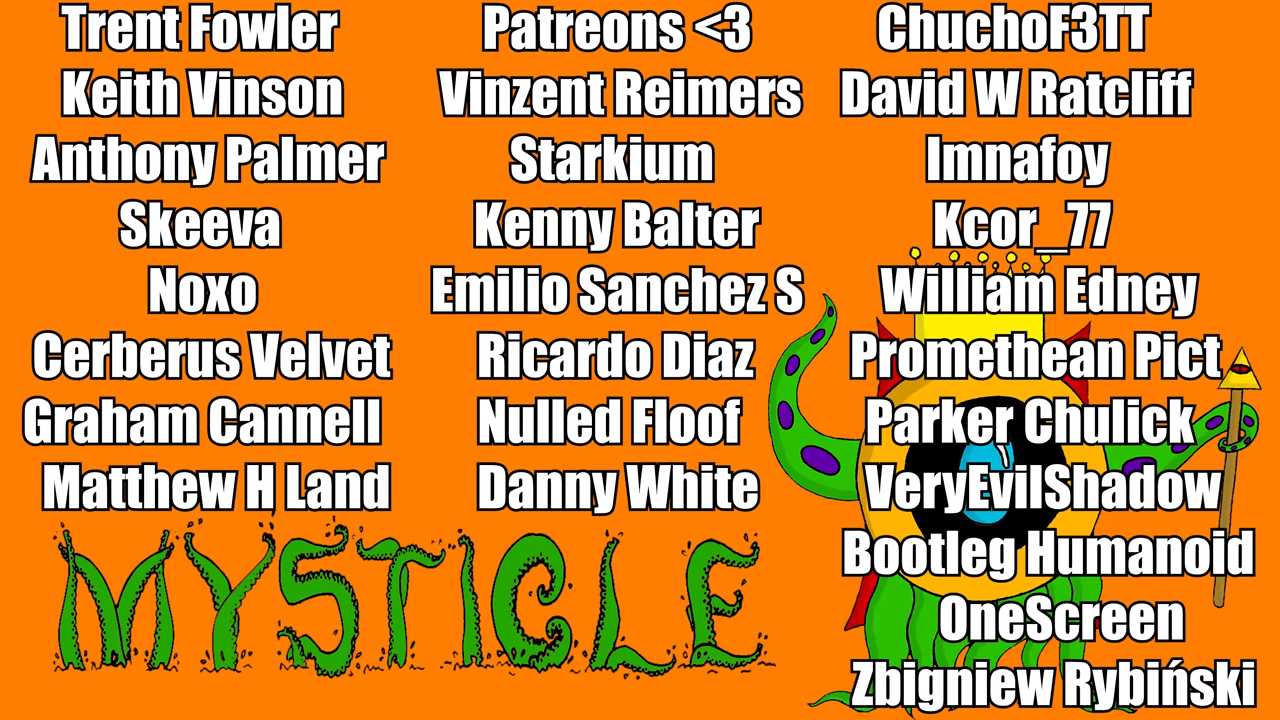 Trent Fowler
Keith Vinson
Anthony Palmer
Skeeva
Noxo
Cerberus Velvet
Graham Cannell
Matthew H Land
Patreons <3
Vinzent Reimers
Starkium
Kenny Balter
Emilio Sanchez S
Ricardo Diaz
Nulled Floof
Danny White
ChuchoF3TT
David W Ratcliff
Imnafoy
Kcor_77
William Edney
Promethean Pict
Parker Chulick
VeryEvilShadow
Bootleg Humanoid
OneScreen
Zbigniew Rybiński
MYSTICLE